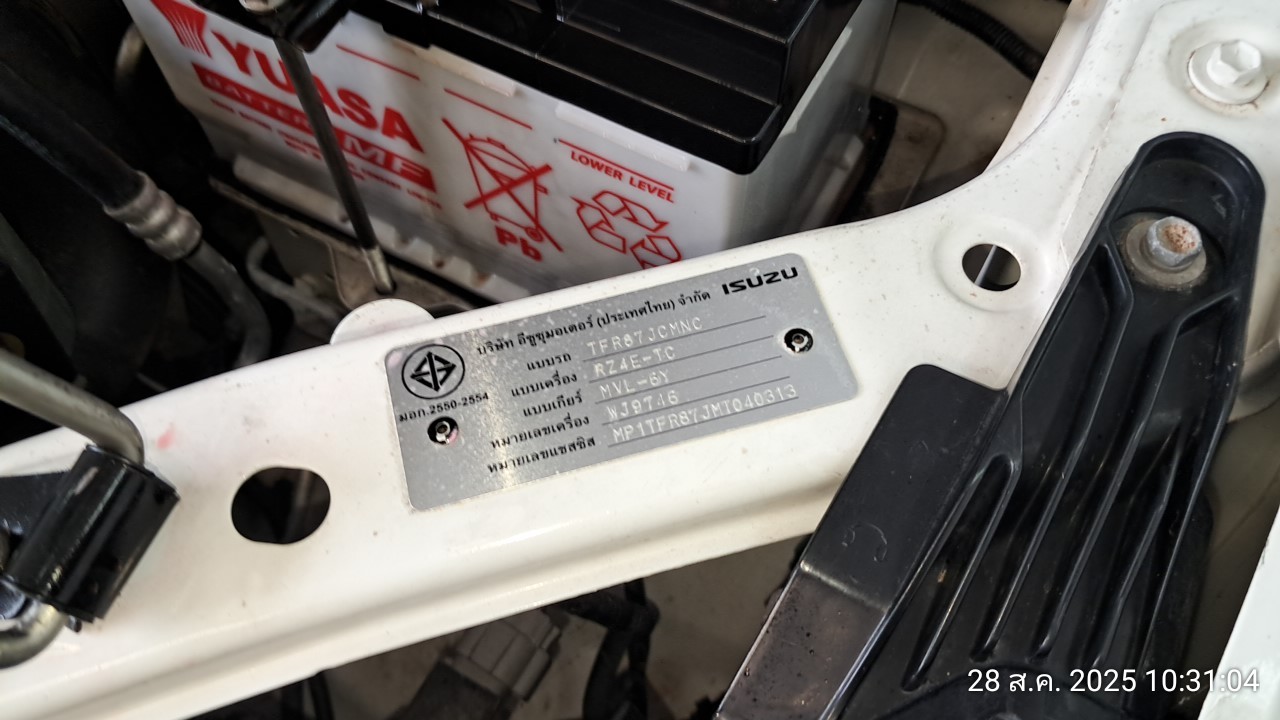 YUASA
BATTERY MF
LOWER LEVEL
Pb
บริษัท อีซูซุมอเตอร์ (ประเทศไทย) จำกัด ISUZU
มอก.2550-2554
แบบรถ TFR87JCMNC
แบบเครื่อง RZ4E-TC
แบบเกียร์ MVL-6Y
หมายเลขเครื่อง WJ9746
หมายเลขแชสซิส MP1TFR87JMT040313
28 ส.ค. 2025 10:31:04